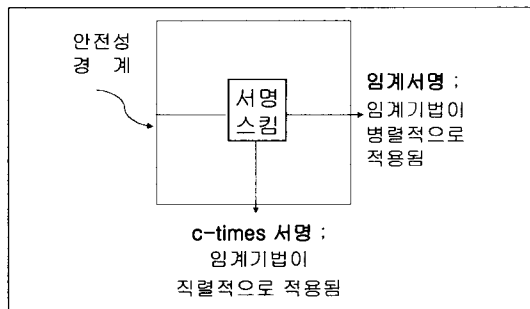 안전성
경 계
서명
스킴
임계서명 ;
임계기법이
병렬적으로
적용됨
c-times 서명 ;
임계기법이
직렬적으로 적용됨